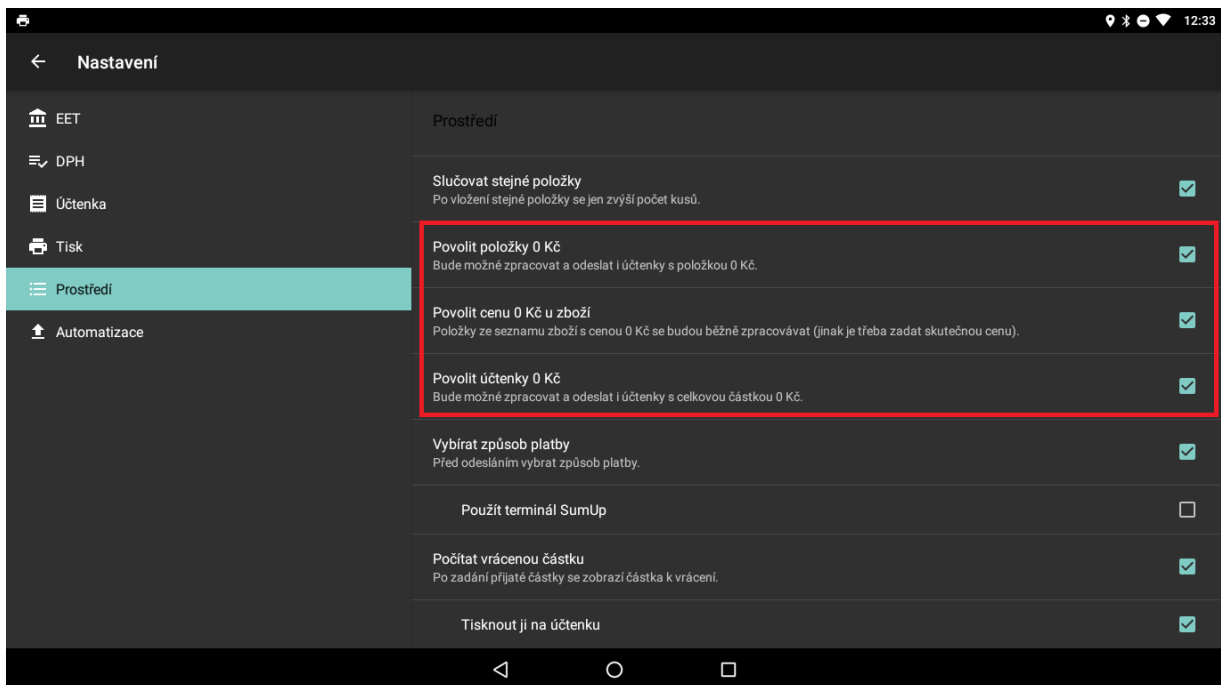 12:33
Nastavení
EET
DPH
Účtenka
Tisk
Prostředí
Automatizace
Prostředí
Slučovat stejné položky
Po vložení stejné položky se jen zvýší počet kusů.
Povolit položky 0 Kč
Bude možné zpracovat a odeslat i účtenky s položkou 0 Kč.
Povolit cenu 0 Kč u zboží
Položky ze seznamu zboží s cenou 0 Kč se budou běžně zpracovávat (jinak je třeba zadat skutečnou cenu).
Povolit účtenky 0 Kč
Bude možné zpracovat a odeslat i účtenky s celkovou částkou 0 Kč.
Vybírat způsob platby
Před odesláním vybrat způsob platby.
Použít terminál SumUp
Počítat vrácenou částku
Po zadání přijaté částky se zobrazí částka k vrácení.
Tisknout ji na účtenku